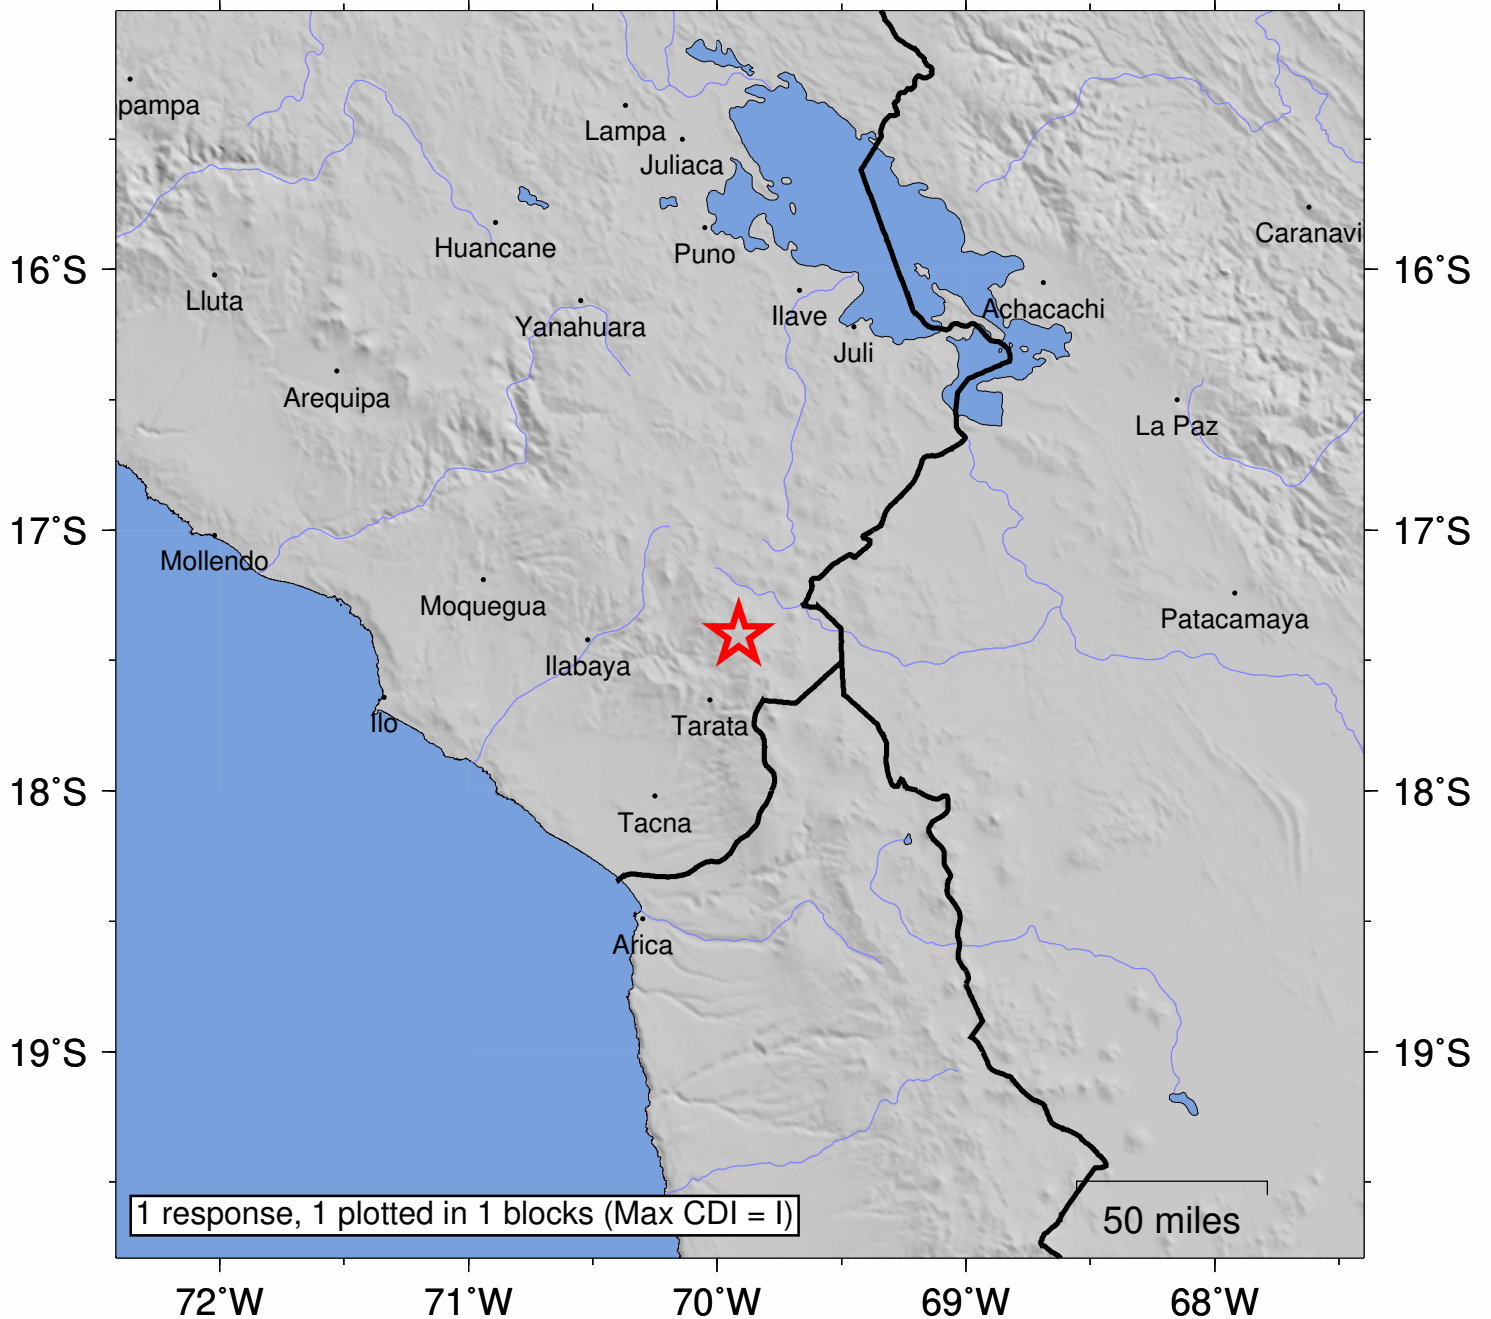 pampa
Lampa
Juliaca
Caranavi
Huancane
Puno
16°S
16°S
Lluta
Achacachi
Ilave
Yanahuara
Juli
Arequipa
La Paz
17°S
17°S
Mollendo
Moquegua
Patacamaya
Ilabaya
Ilo
Tarata
18°S
18°S
Tacna
Arica
19°S
19°S
1 response, 1 plotted in 1 blocks (Max CDI = I)
50 miles
72°W
71°W
70°W
69°W
68°W